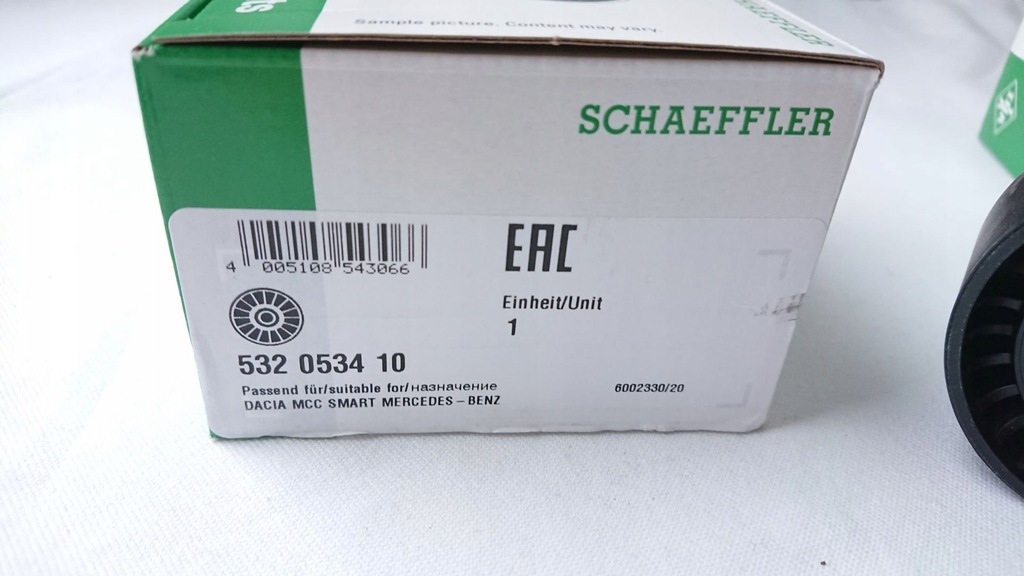 Sample picture. Content may vary.
SCHAEFFLER
SCHAEFFLER
4 005108 543066
EAC
Einheit/Unit
1
532 0534 10
Passend für/suitable for/назначение
6002330/20
DACIA MCC SMART MERCEDES – BENZ